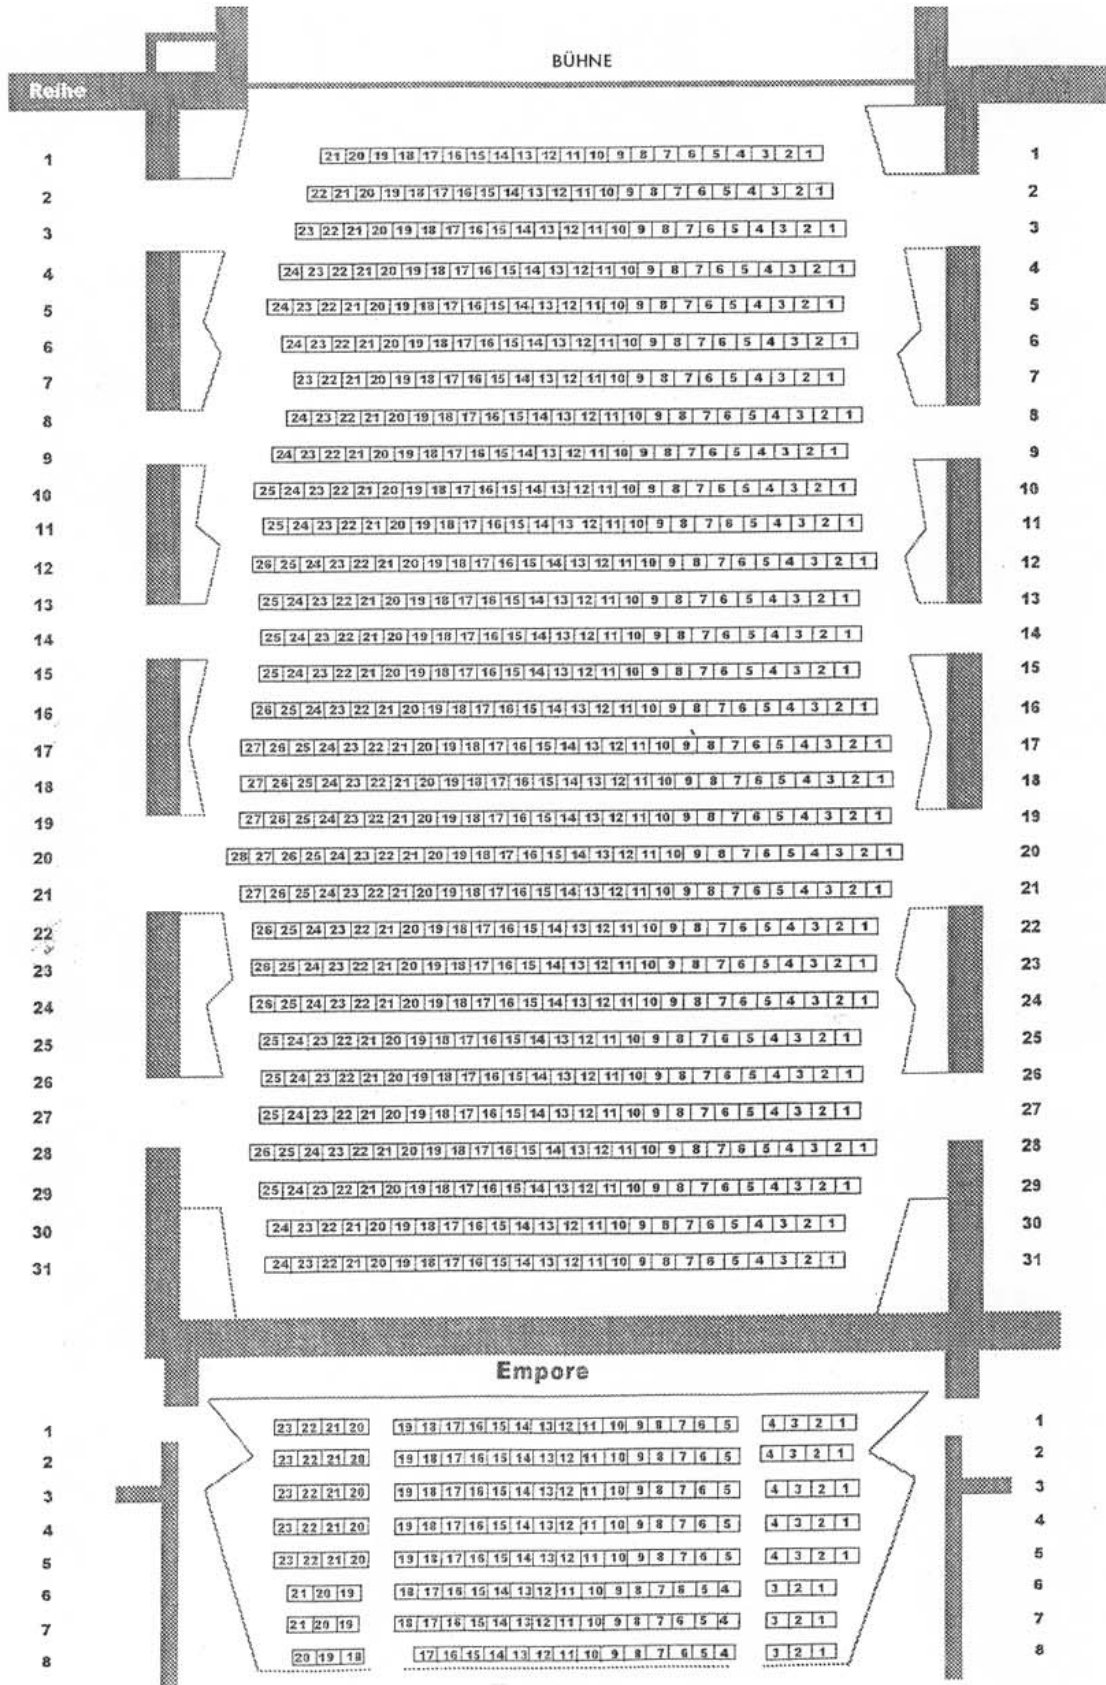 BÜHNE
Reihe
1 21 20 19 18 17 16 15 14 13 12 11 10 9 8 7 6 5 4 3 2 1 1
2 22 21 20 19 18 17 16 15 14 13 12 11 10 9 8 7 6 5 4 3 2 1 2
3 23 22 21 20 19 18 17 16 15 14 13 12 11 10 9 8 7 6 5 4 3 2 1 3
4 24 23 22 21 20 19 18 17 16 15 14 13 12 11 10 9 8 7 6 5 4 3 2 1 4
5 24 23 22 21 20 19 18 17 16 15 14 13 12 11 10 9 8 7 6 5 4 3 2 1 5
6 24 23 22 21 20 19 18 17 16 15 14 13 12 11 10 9 8 7 6 5 4 3 2 1 6
7 23 22 21 20 19 18 17 16 15 14 13 12 11 10 9 8 7 6 5 4 3 2 1 7
8 24 23 22 21 20 19 18 17 16 15 14 13 12 11 10 9 8 7 6 5 4 3 2 1 8
9 24 23 22 21 20 19 18 17 16 15 14 13 12 11 10 9 8 7 6 5 4 3 2 1 9
10 25 24 23 22 21 20 19 18 17 16 15 14 13 12 11 10 9 8 7 6 5 4 3 2 1 10
11 25 24 23 22 21 20 19 18 17 16 15 14 13 12 11 10 9 8 7 6 5 4 3 2 1 11
12 26 25 24 23 22 21 20 19 18 17 16 15 14 13 12 11 10 9 8 7 6 5 4 3 2 1 12
13 25 24 23 22 21 20 19 18 17 16 15 14 13 12 11 10 9 8 7 6 5 4 3 2 1 13
14 25 24 23 22 21 20 19 18 17 16 15 14 13 12 11 10 9 8 7 6 5 4 3 2 1 14
15 25 24 23 22 21 20 19 18 17 16 15 14 13 12 11 10 9 8 7 6 5 4 3 2 1 15
16 26 25 24 23 22 21 20 19 18 17 16 15 14 13 12 11 10 9 8 7 6 5 4 3 2 1 16
17 27 26 25 24 23 22 21 20 19 18 17 16 15 14 13 12 11 10 9 8 7 6 5 4 3 2 1 17
18 27 26 25 24 23 22 21 20 19 18 17 16 15 14 13 12 11 10 9 8 7 6 5 4 3 2 1 18
19 27 26 25 24 23 22 21 20 19 18 17 16 15 14 13 12 11 10 9 8 7 6 5 4 3 2 1 19
20 28 27 26 25 24 23 22 21 20 19 18 17 16 15 14 13 12 11 10 9 8 7 6 5 4 3 2 1 20
21 27 26 25 24 23 22 21 20 19 18 17 16 15 14 13 12 11 10 9 8 7 6 5 4 3 2 1 21
22 26 25 24 23 22 21 20 19 18 17 16 15 14 13 12 11 10 9 8 7 6 5 4 3 2 1 22
23 26 25 24 23 22 21 20 19 18 17 16 15 14 13 12 11 10 9 8 7 6 5 4 3 2 1 23
24 26 25 24 23 22 21 20 19 18 17 16 15 14 13 12 11 10 9 8 7 6 5 4 3 2 1 24
25 25 24 23 22 21 20 19 18 17 16 15 14 13 12 11 10 9 8 7 6 5 4 3 2 1 25
26 25 24 23 22 21 20 19 18 17 16 15 14 13 12 11 10 9 8 7 6 5 4 3 2 1 26
27 25 24 23 22 21 20 19 18 17 16 15 14 13 12 11 10 9 8 7 6 5 4 3 2 1 27
28 26 25 24 23 22 21 20 19 18 17 16 15 14 13 12 11 10 9 8 7 6 5 4 3 2 1 28
29 25 24 23 22 21 20 19 18 17 16 15 14 13 12 11 10 9 8 7 6 5 4 3 2 1 29
30 24 23 22 21 20 19 18 17 16 15 14 13 12 11 10 9 8 7 6 5 4 3 2 1 30
31 24 23 22 21 20 19 18 17 16 15 14 13 12 11 10 9 8 7 6 5 4 3 2 1 31
Empore
1 23 22 21 20 19 18 17 16 15 14 13 12 11 10 9 8 7 6 5 4 3 2 1 1
2 23 22 21 20 19 18 17 16 15 14 13 12 11 10 9 8 7 6 5 4 3 2 1 2
3 23 22 21 20 19 18 17 16 15 14 13 12 11 10 9 8 7 6 5 4 3 2 1 3
4 23 22 21 20 19 18 17 16 15 14 13 12 11 10 9 8 7 6 5 4 3 2 1 4
5 23 22 21 20 19 18 17 16 15 14 13 12 11 10 9 8 7 6 5 4 3 2 1 5
6 21 20 19 18 17 16 15 14 13 12 11 10 9 8 7 6 5 4 3 2 1 6
7 21 20 19 18 17 16 15 14 13 12 11 10 9 8 7 6 5 4 3 2 1 7
8 20 19 18 17 16 15 14 13 12 11 10 9 8 7 6 5 4 3 2 1 8